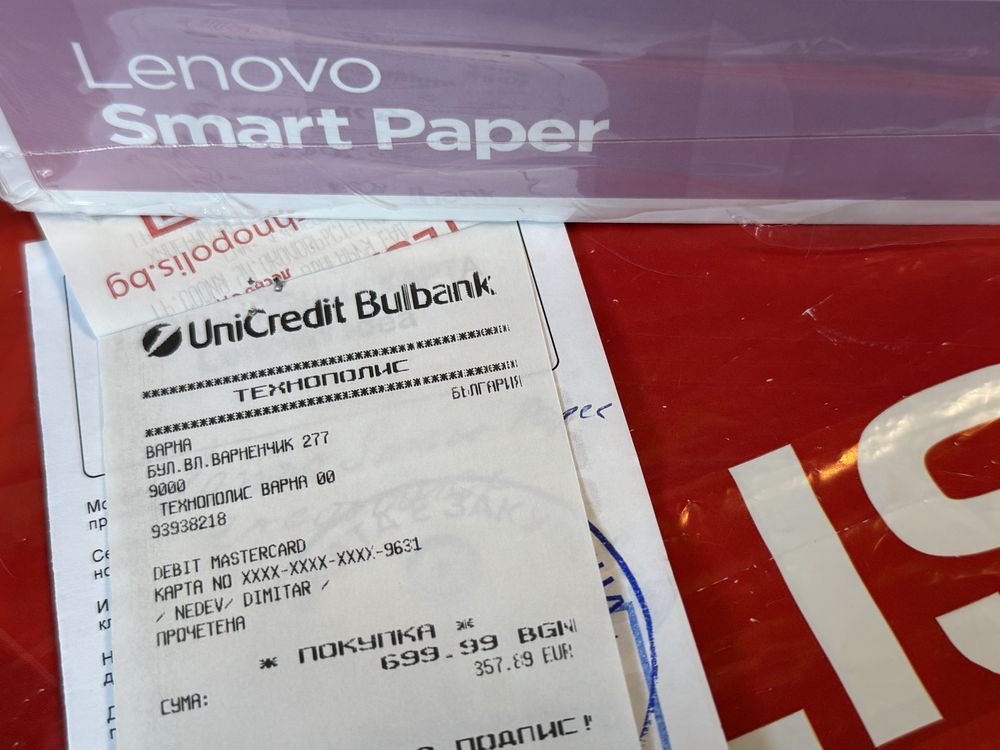 Lenovo
Smart Paper
technopolis.bg
UniCredit Bulbank
ТЕХНОПОЛИС
БЪЛГАРИЯ
ВАРНА
БУЛ.ВЛ.ВАРНЕНЧИК 277
9000
ТЕХНОПОЛИС ВАРНА 00
93938218
DEBIT MASTERCARD
КАРТА NO XXXX-XXXX-XXXX-9631
/ NEDEV/ DIMITAR /
ПРОЧЕТЕНА
* ПОКУПКА *
699.99 BGN
357.89 EUR
СУМА:
ПОДПИС!
LIS